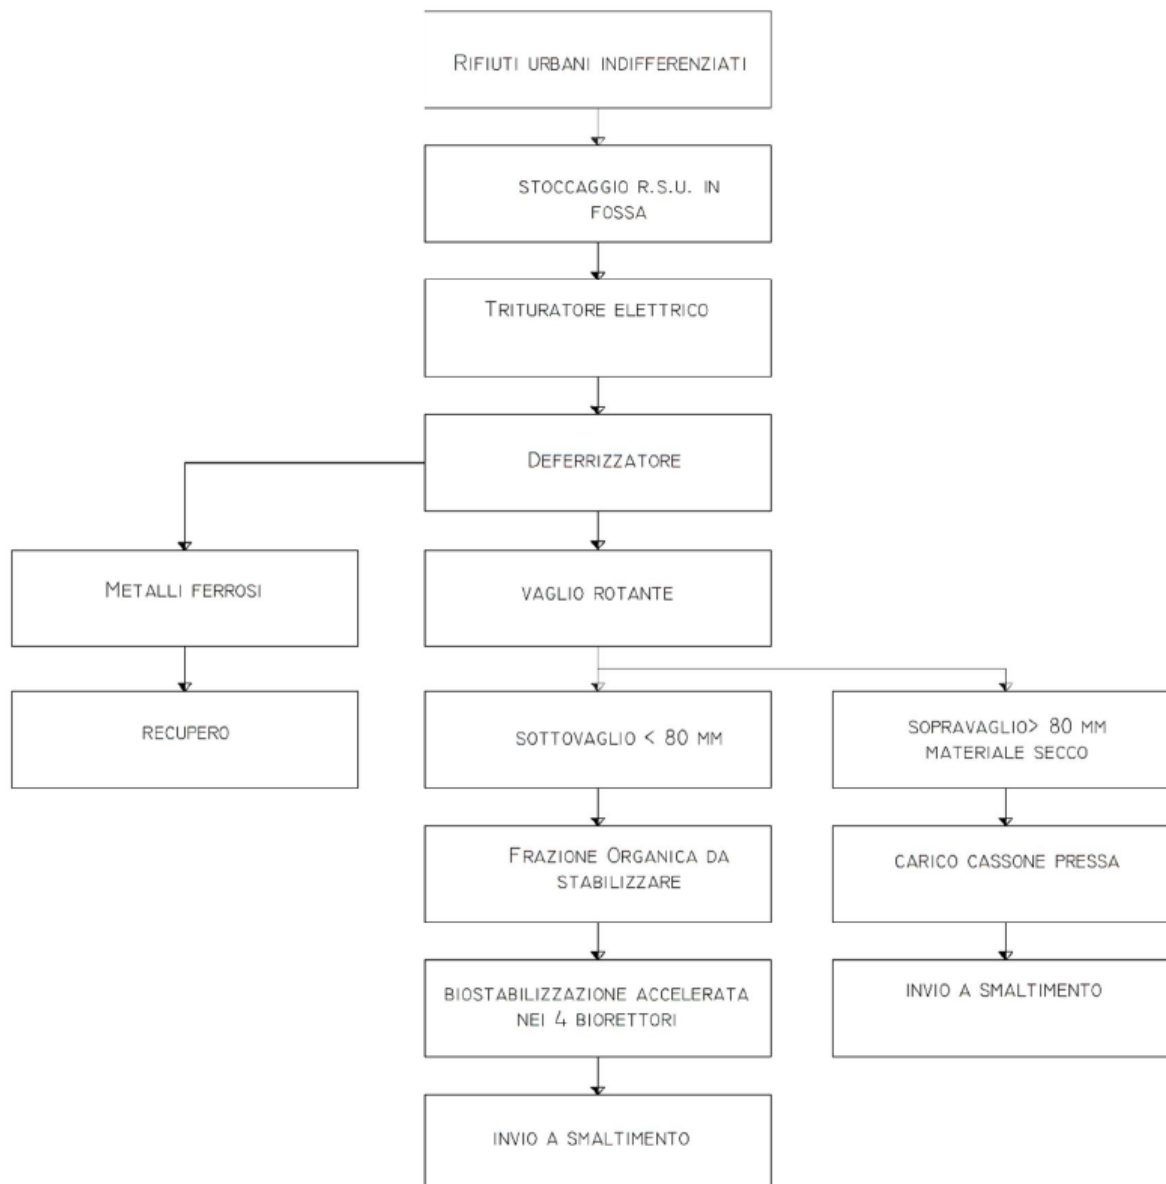 RIFIUTI URBANI INDIFFERENZIATI
STOCCAGGIO R.S.U. IN
FOSSA
TRITURATORE ELETTRICO
DEFERRIZZATORE
METALLI FERROSI
VAGLIO ROTANTE
RECUPERO
SOTTOVAGLIO < 80 MM
SOPRAVAGLIO> 80 MM
MATERIALE SECCO
FRAZIONE ORGANICA DA
STABILIZZARE
CARICO CASSONE PRESSA
BIOSTABILIZZAZIONE ACCELERATA
NEI 4 BIORETTORI
INVIO A SMALTIMENTO
INVIO A SMALTIMENTO